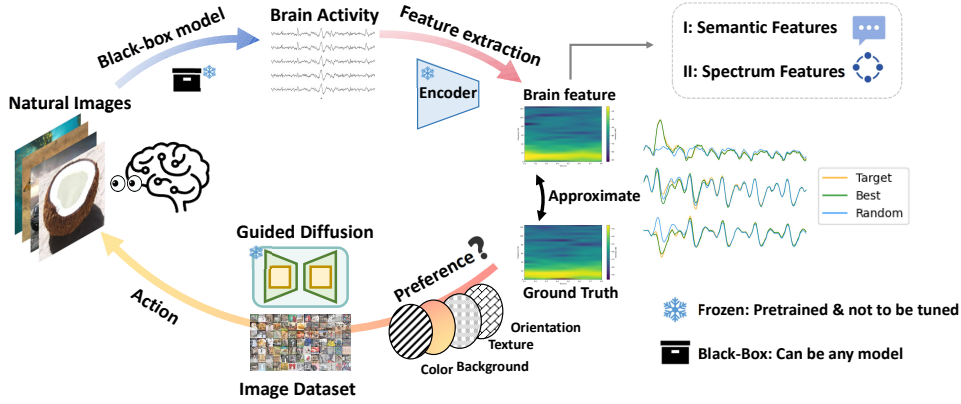 Black-box model
Brain Activity
Feature extraction
Encoder
Natural Images
I: Semantic Features
II: Spectrum Features
Brain feature
Approximate
Ground Truth
Target
Best
Random
Guided Diffusion
Preference?
Action
Orientation
Texture
Color Background
Image Dataset
Frozen: Pretrained & not to be tuned
Black-Box: Can be any model